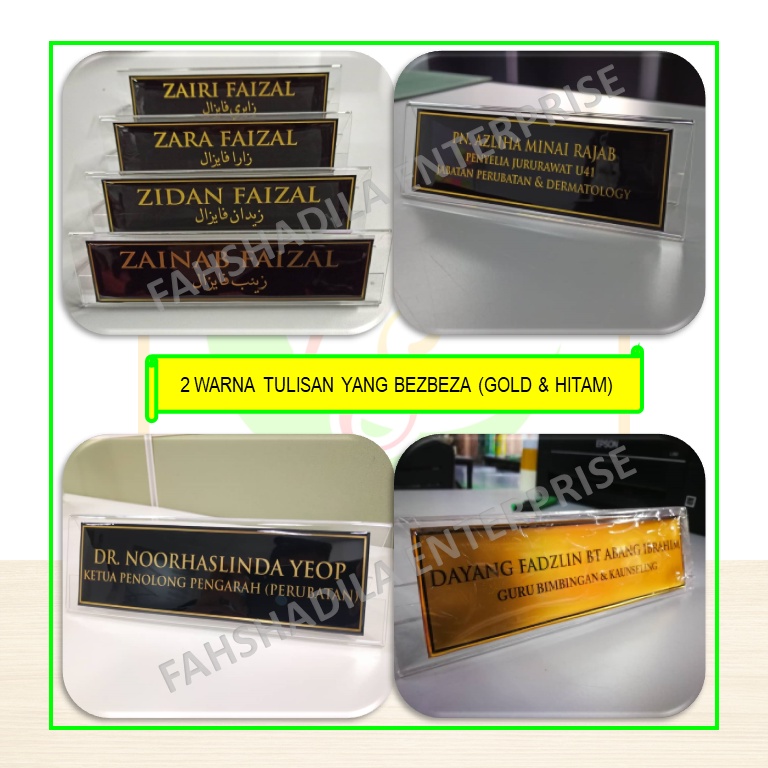 ZAIRI FAIZAL
زايري فايزال
ZARA FAIZAL
زارا فايزال
ZIDAN FAIZAL
زيدان فايزال
ZAINAB FAIZAL
زينب فايزال
PN. AZLIHA MINAI RAJAB
PENYELIA JURURAWAT U41
JABATAN PERUBATAN & DERMATOLOGY
FAHSHADILA ENTERPRISE
2 WARNA TULISAN YANG BEZBEZA (GOLD & HITAM)
DR. NOORHASLINDA YEOP
KETUA PENOLONG PENGARAH (PERUBATAN)
EPSON
DAYANG FADZLIN BT ABANG IBRAHIM
GURU BIMBINGAN & KAUNSELING
FAHSHADILA ENTERPRISE